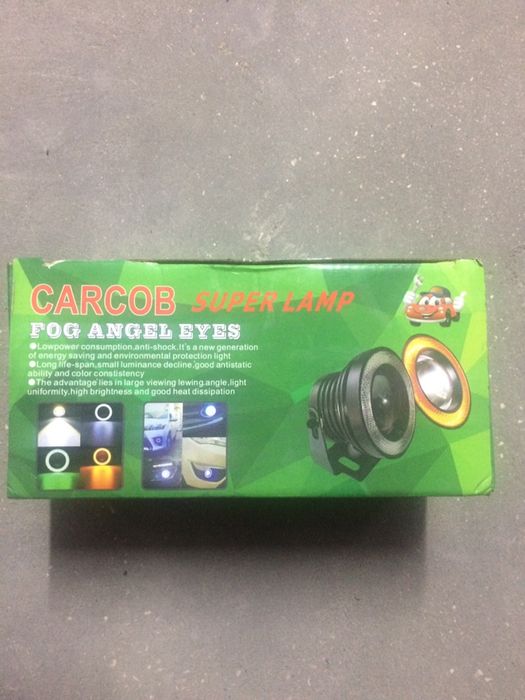 CARCOB SUPER LAMP
FOG ANGEL EYES
●Lowpower consumption,anti-shock.It's a new generation
of energy saving and environmental protection light
●Long life-span,small luminance decline,good antistatic
ability and color constistency
●The advantage lies in large viewing lewing,angle,light
uniformity,high brightness and good heat dissipation